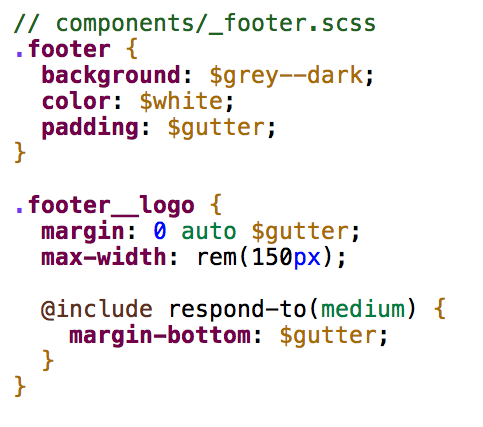 // components/_footer.scss
.footer {
  background: $grey--dark;
  color: $white;
  padding: $gutter;
}

.footer__logo {
  margin: 0 auto $gutter;
  max-width: rem(150px);

  @include respond-to(medium) {
    margin-bottom: $gutter;
  }
}